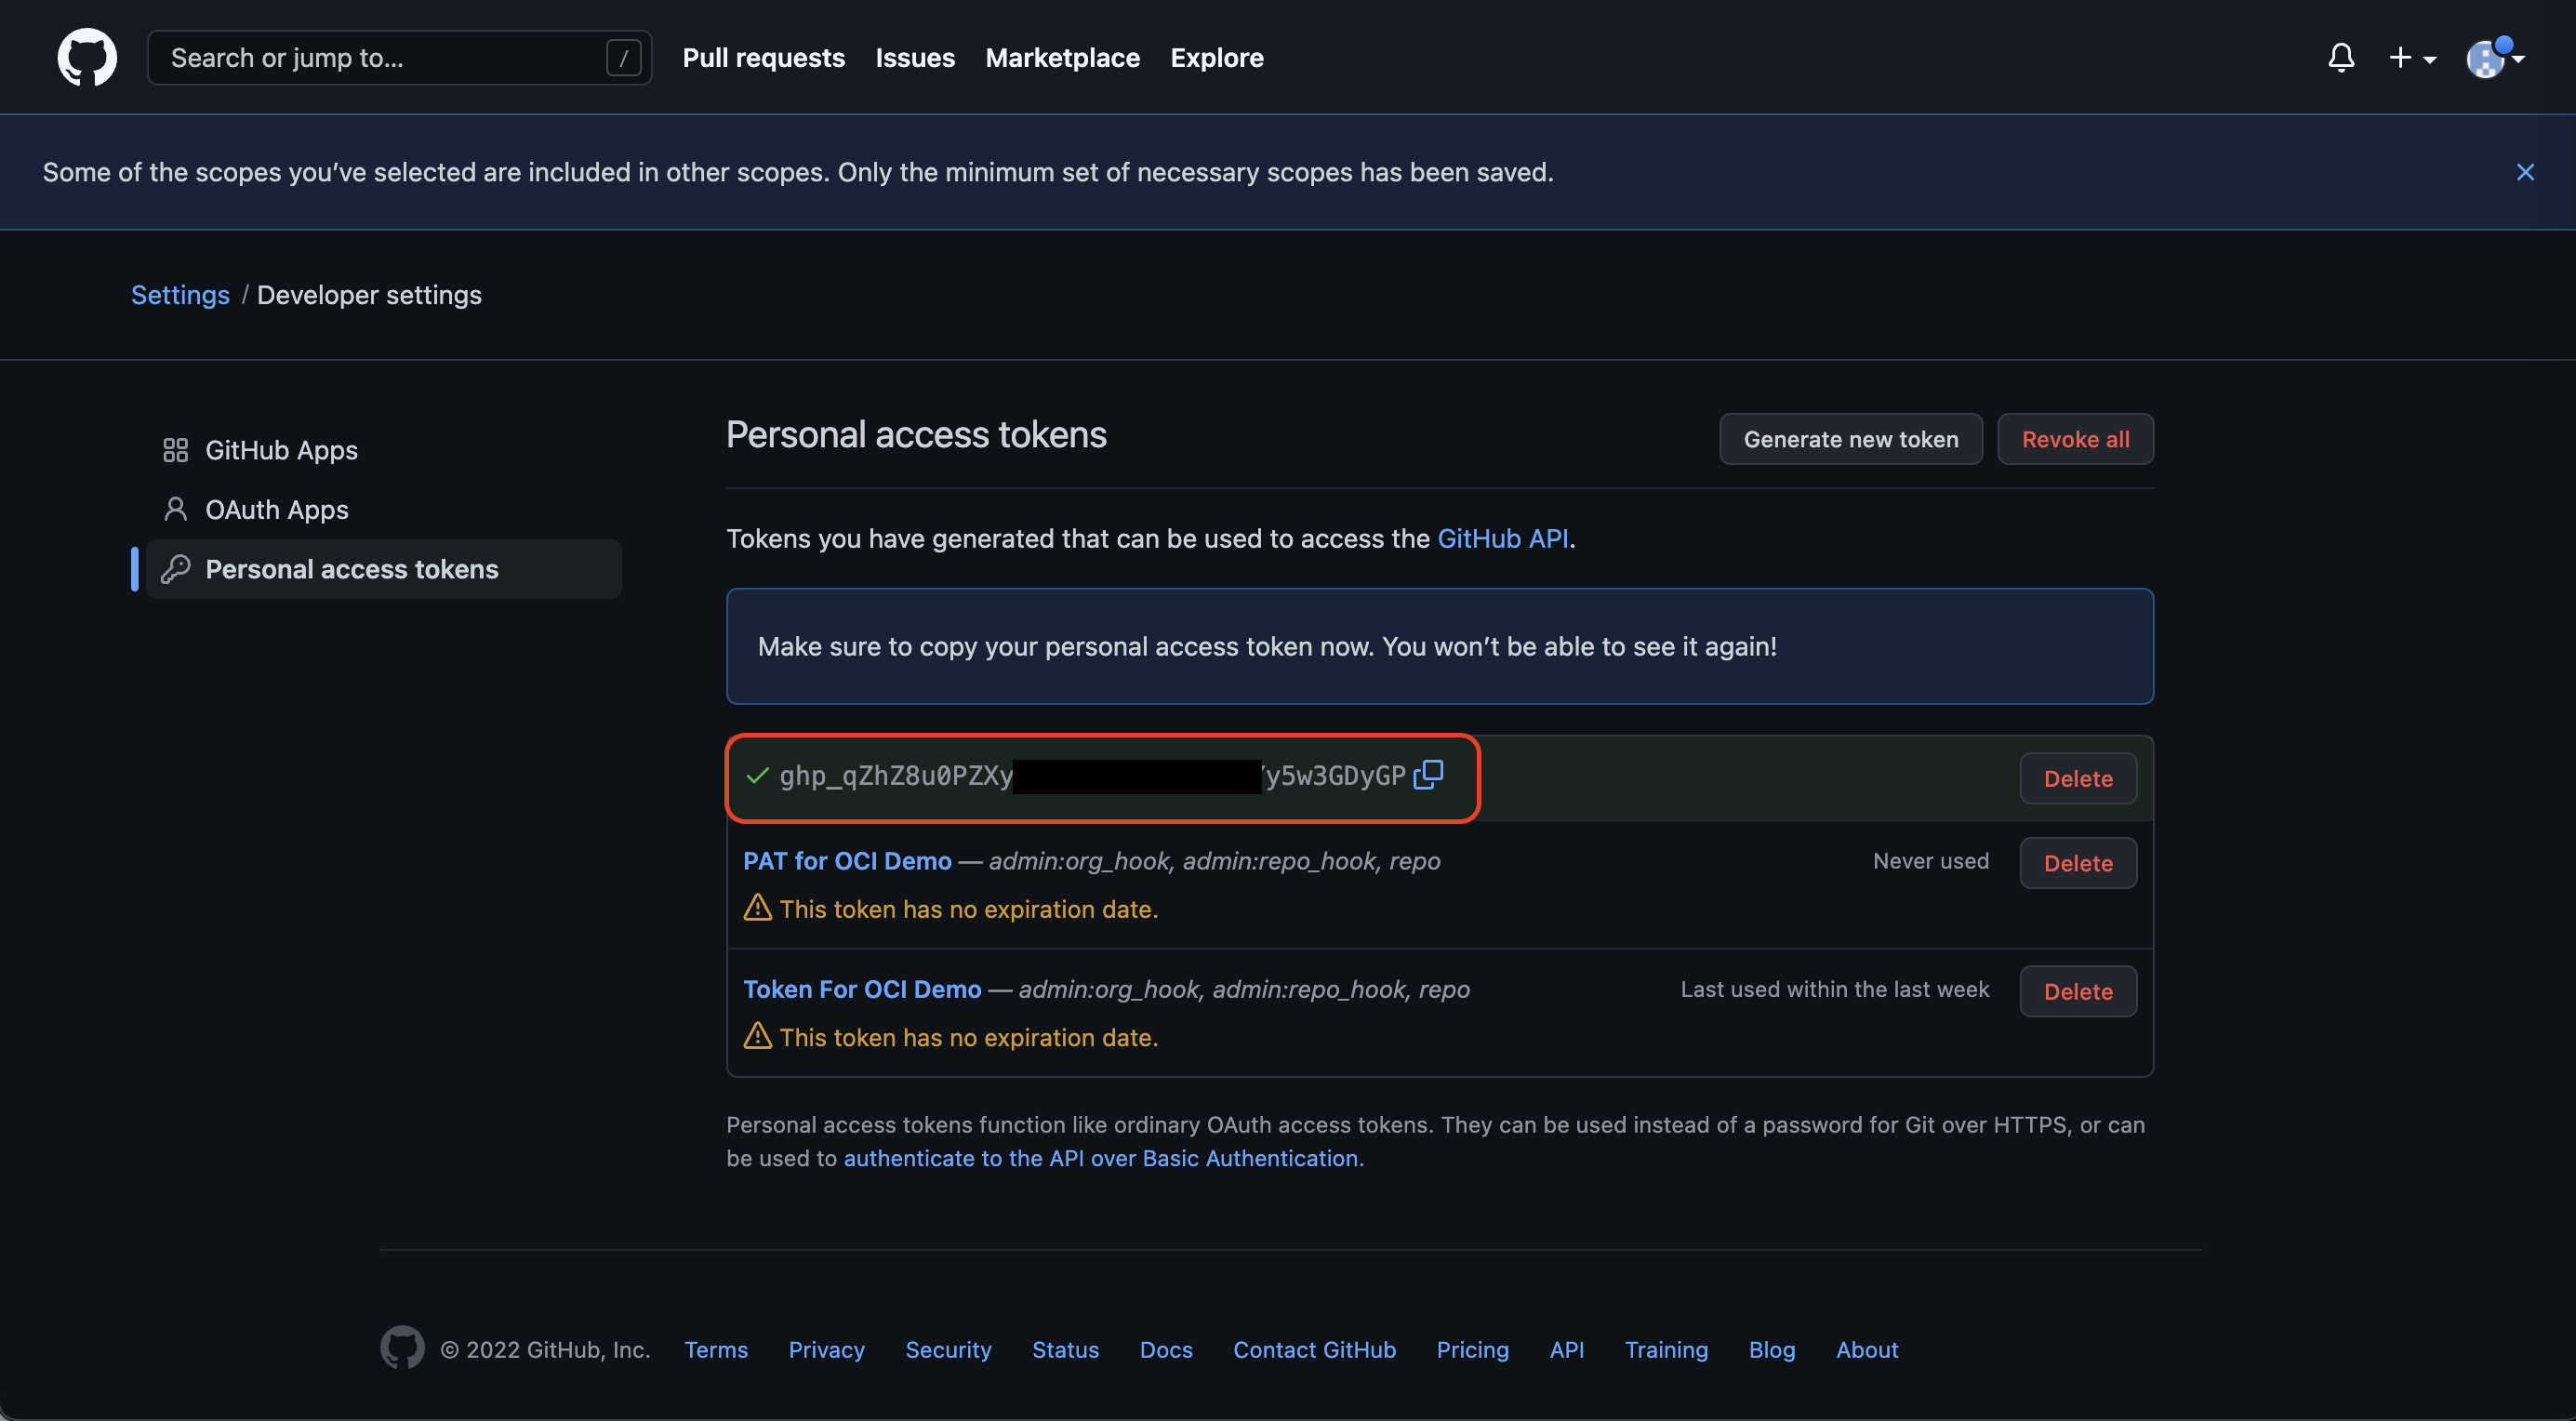 Search or jump to... /
Pull requests Issues Marketplace Explore
Some of the scopes you’ve selected are included in other scopes. Only the minimum set of necessary scopes has been saved.
Settings / Developer settings
GitHub Apps
OAuth Apps
Personal access tokens
Personal access tokens
Generate new token
Revoke all
Tokens you have generated that can be used to access the GitHub API.
Make sure to copy your personal access token now. You won’t be able to see it again!
ghp_qZhZ8u0PZXy y5w3GDyGP
Delete
PAT for OCI Demo — admin:org_hook, admin:repo_hook, repo
Never used
Delete
This token has no expiration date.
Token For OCI Demo — admin:org_hook, admin:repo_hook, repo
Last used within the last week
Delete
This token has no expiration date.
Personal access tokens function like ordinary OAuth access tokens. They can be used instead of a password for Git over HTTPS, or can
be used to authenticate to the API over Basic Authentication.
© 2022 GitHub, Inc. Terms Privacy Security Status Docs Contact GitHub Pricing API Training Blog About